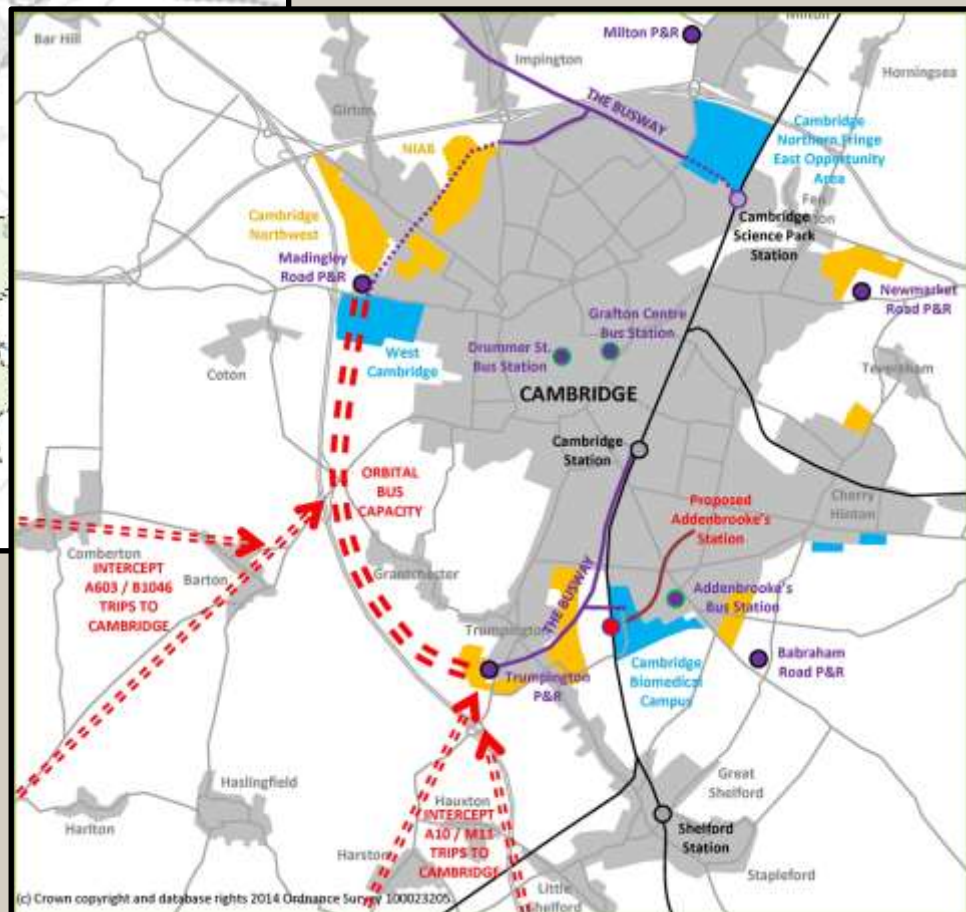 Bar Hill
Impington
Milton P&R
Milton
Horningsea
Girton
THE BUSWAY
Cambridge
Northern Fringe
East Opportunity
Area
NIAB
Cambridge
Northwest
Madingley
Road P&R
Cambridge
Science Park
Station
Newmarket
Road P&R
Grafton Centre
Bus Station
Drummer St.
Bus Station
West
Cambridge
Coton
Teversham
CAMBRIDGE
Cambridge
Station
ORBITAL
BUS
CAPACITY
Proposed
Addenbrooke's
Station
Cherry
Hinton
Comberton
INTERCEPT
A603 / B1046
TRIPS TO
CAMBRIDGE
Barton
Grantchester
THE BUSWAY
Addenbrooke's
Bus Station
Trumpington
Trumpington
P&R
Cambridge
Biomedical
Campus
Babraham
Road P&R
Haslingfield
Great
Shelford
Harlton
Hauxton
INTERCEPT
A10 / M11
TRIPS TO
CAMBRIDGE
Harston
Shelford
Station
Stapleford
Little
Shelford
(c) Crown copyright and database rights 2014 Ordnance Survey 100023205